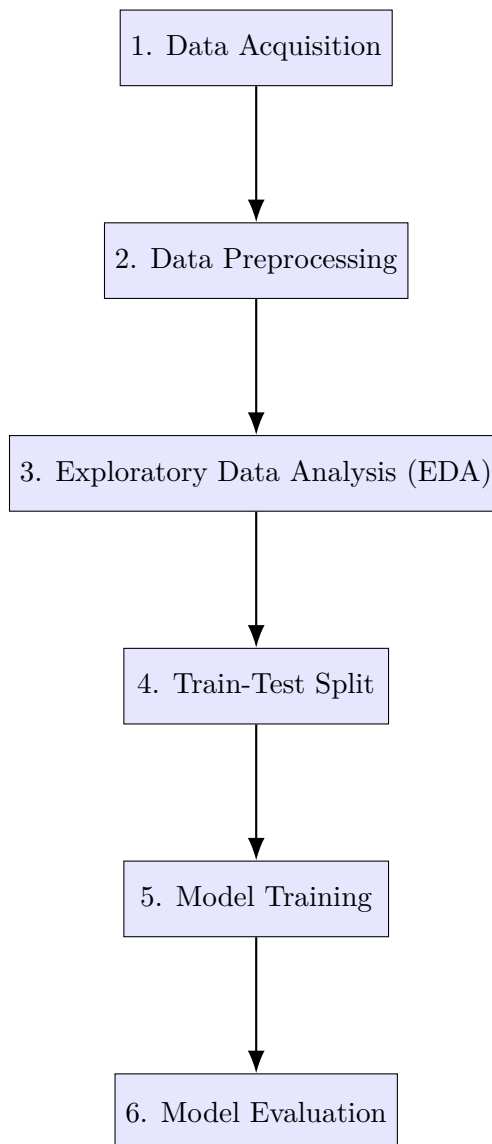 1. Data Acquisition
2. Data Preprocessing
3. Exploratory Data Analysis (EDA)
4. Train-Test Split
5. Model Training
6. Model Evaluation